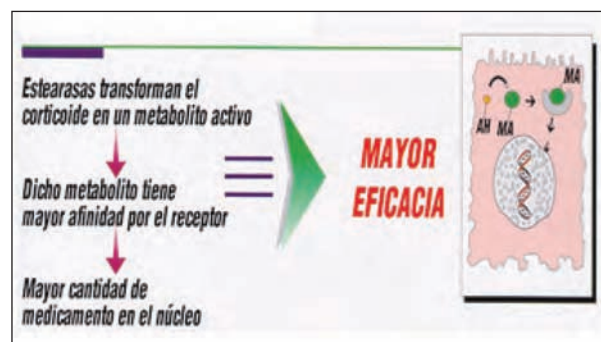 Estearasas transforman el
corticoide en un metabolito activo
Dicho metabolito tiene
mayor afinidad por el receptor
Mayor cantidad de
medicamento en el núcleo
MAYOR
EFICACIA
MA
AH
MA